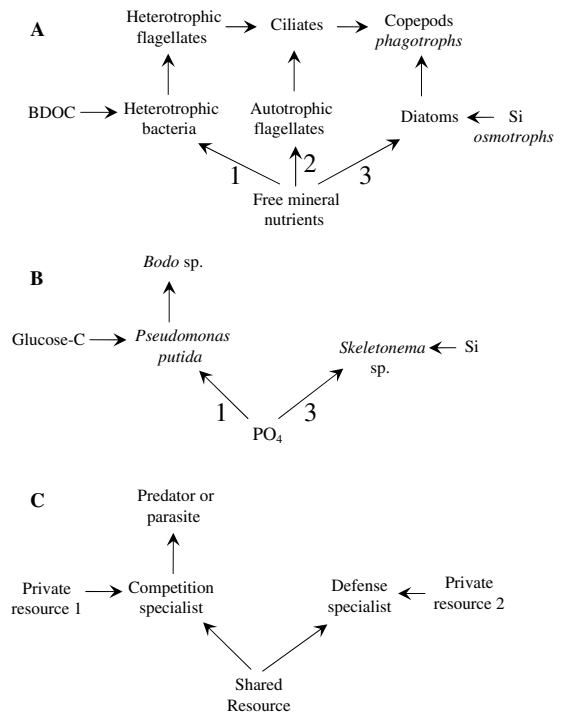 A
Heterotrophic
flagellates
Ciliates
Copepods
phagotrophs
BDOC
Heterotrophic
bacteria
Autotrophic
flagellates
Diatoms
Si
osmotrophs
1
2
3
Free mineral
nutrients
B
Bodo sp.
Glucose-C
Pseudomonas
putida
Skeletonema
sp.
Si
1
3
PO₄
C
Predator or
parasite
Private
resource 1
Competition
specialist
Defense
specialist
Private
resource 2
Shared
Resource